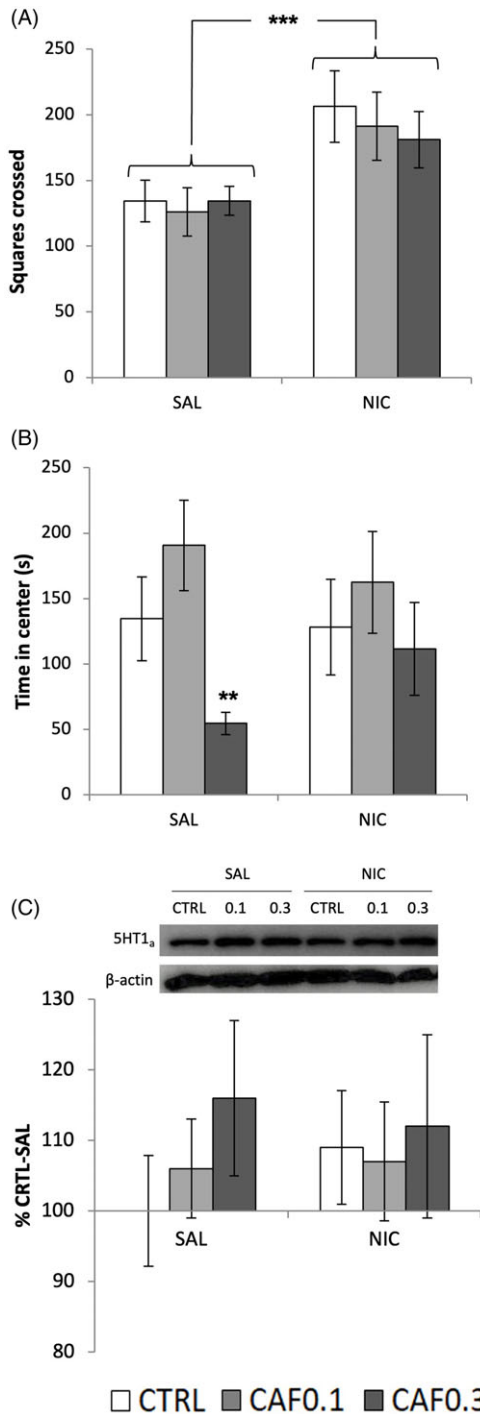 (A)
***
250
200
150
100
50
0
Squares crossed
SAL NIC
(B)
250
200
150
100
50
0
Time in center (s)
**
SAL NIC
(C)
SAL NIC
CTRL 0.1 0.3 CTRL 0.1 0.3
5HT1a
β-actin
130
120
110
100
90
80
% CRTL-SAL
SAL NIC
CTRL CAF0.1 CAF0.3